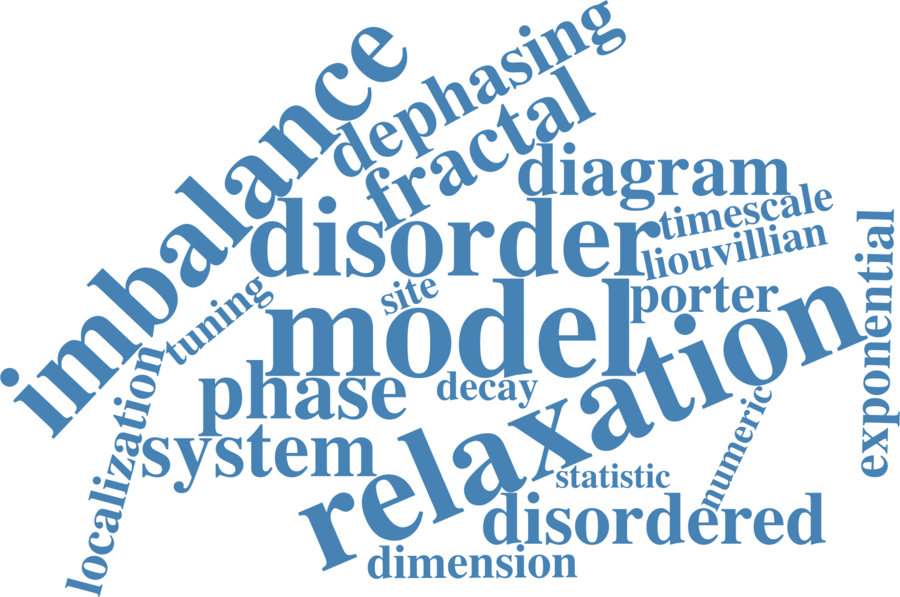 imbalance
dephasing
fractal
diagram
disorder
timescale
liouvillian
exponential
tuning
site
model
porter
relaxation
localization
phase
decay
system
numeric
statistic
disordered
dimension